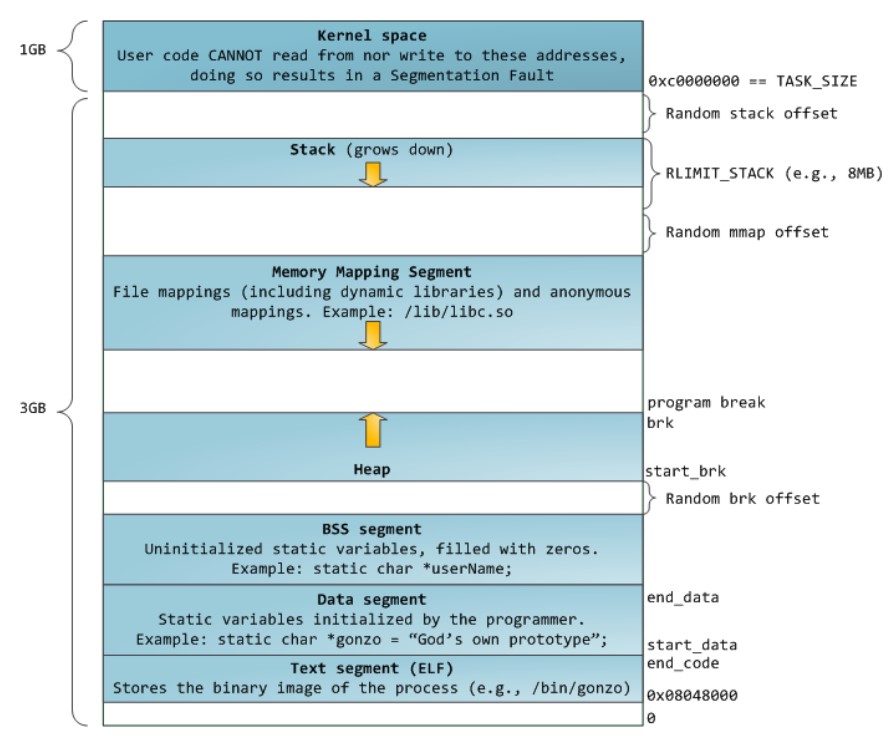 1GB
Kernel space
User code CANNOT read from nor write to these addresses,
doing so results in a Segmentation Fault
0xc0000000 == TASK_SIZE
Random stack offset
Stack (grows down)
RLIMIT_STACK (e.g., 8MB)
Random mmap offset
Memory Mapping Segment
File mappings (including dynamic libraries) and anonymous
mappings. Example: /lib/libc.so
3GB
program break
brk
Heap
start_brk
Random brk offset
BSS segment
Uninitialized static variables, filled with zeros.
Example: static char *userName;
end_data
Data segment
Static variables initialized by the programmer.
Example: static char *gonzo = “God’s own prototype”;
start_data
end_code
Text segment (ELF)
Stores the binary image of the process (e.g., /bin/gonzo)
0x08048000
0